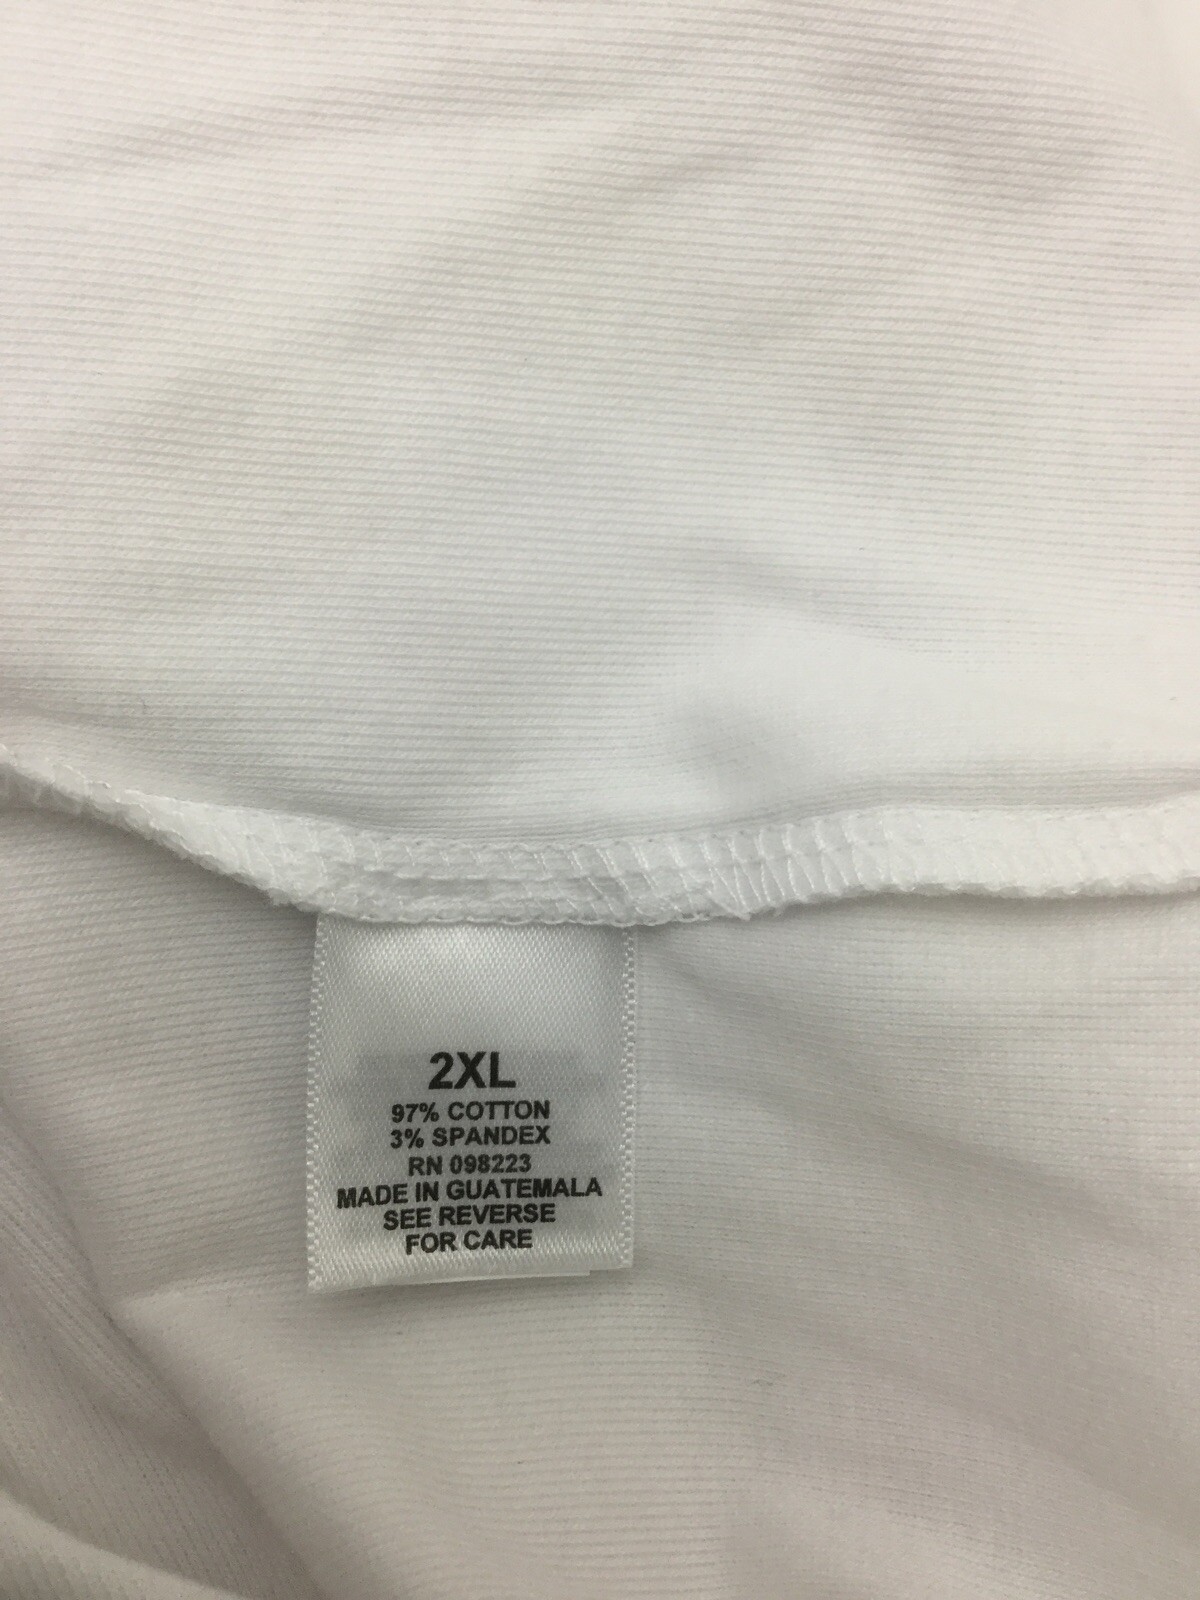 2XL
97% COTTON
3% SPANDEX
RN 098223
MADE IN GUATEMALA
SEE REVERSE
FOR CARE